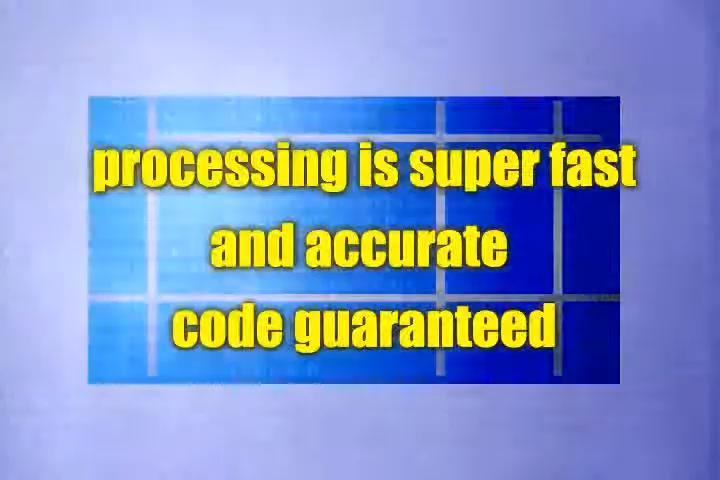 processing is super fast
and accurate
code guaranteed